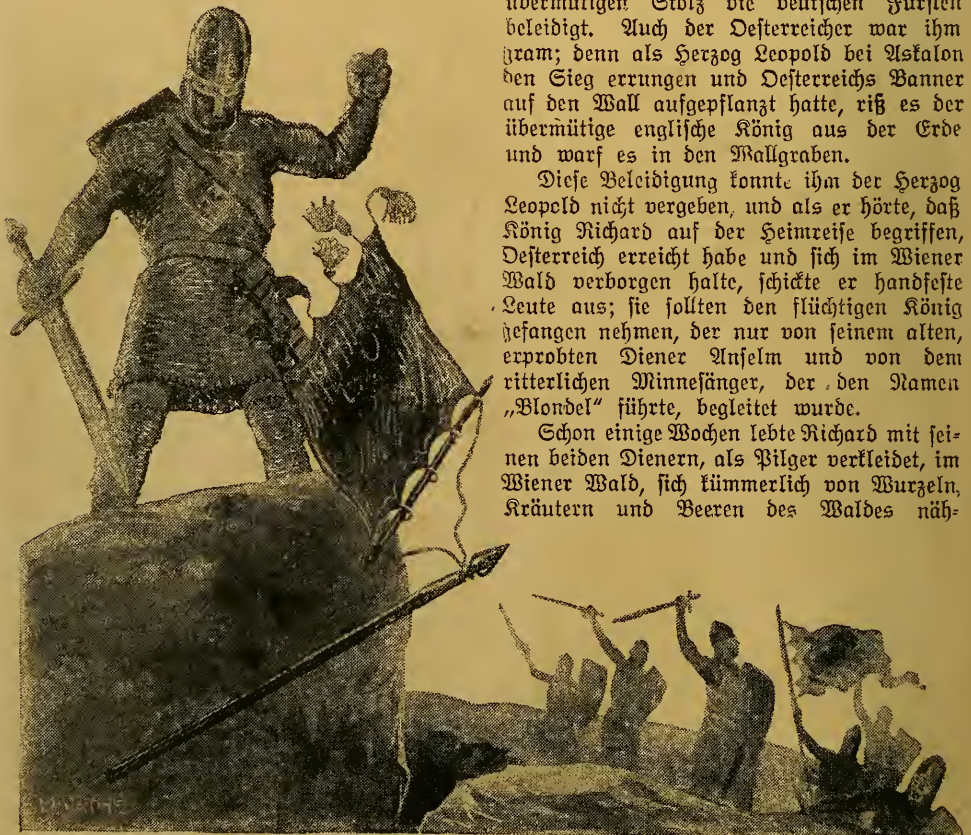 übermütigen Stolz die deutschen Fürsten
beleidigt. Auch der Oesterreicher war ihm
gram; denn als Herzog Leopold bei Askalon
den Sieg errungen und Oesterreichs Banner
auf den Wall aufgepflanzt hatte, riß es der
übermütige englische König aus der Erde
und warf es in den Wallgraben.
Diese Beleidigung konnte ihm der Herzog
Leopold nicht vergeben, und als er hörte, daß
König Richard auf der Heimreise begriffen,
Oesterreich erreicht habe und sich im Wiener
Wald verborgen halte, schickte er handfeste
Leute aus; sie sollten den flüchtigen König
gefangen nehmen, der nur von seinem alten,
erprobten Diener Anselm und von dem
ritterlichen Minnesänger, der den Namen
„Blondel“ führte, begleitet wurde.
Schon einige Wochen lebte Richard mit sei-
nen beiden Dienern, als Pilger verkleidet, im
Wiener Wald, sich kümmerlich von Wurzeln,
Kräutern und Beeren des Waldes näh-